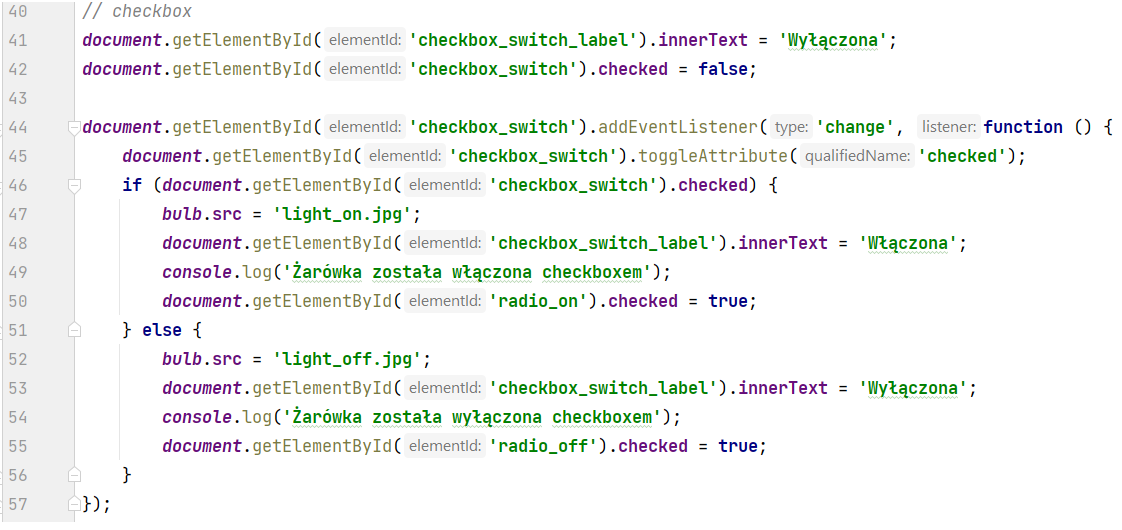 40 // checkbox
41 document.getElementById( elementId: 'checkbox_switch_label').innerText = 'Wyłączona';
42 document.getElementById( elementId: 'checkbox_switch').checked = false;
43
44 document.getElementById( elementId: 'checkbox_switch').addEventListener( type: 'change', listener: function () {
45 document.getElementById( elementId: 'checkbox_switch').toggleAttribute( qualifiedName: 'checked');
46 if (document.getElementById( elementId: 'checkbox_switch').checked) {
47 bulb.src = 'light_on.jpg';
48 document.getElementById( elementId: 'checkbox_switch_label').innerText = 'Włączona';
49 console.log('Żarówka została włączona checkboxem');
50 document.getElementById( elementId: 'radio_on').checked = true;
51 } else {
52 bulb.src = 'light_off.jpg';
53 document.getElementById( elementId: 'checkbox_switch_label').innerText = 'Wyłączona';
54 console.log('Żarówka została wyłączona checkboxem');
55 document.getElementById( elementId: 'radio_off').checked = true;
56 }
57 });